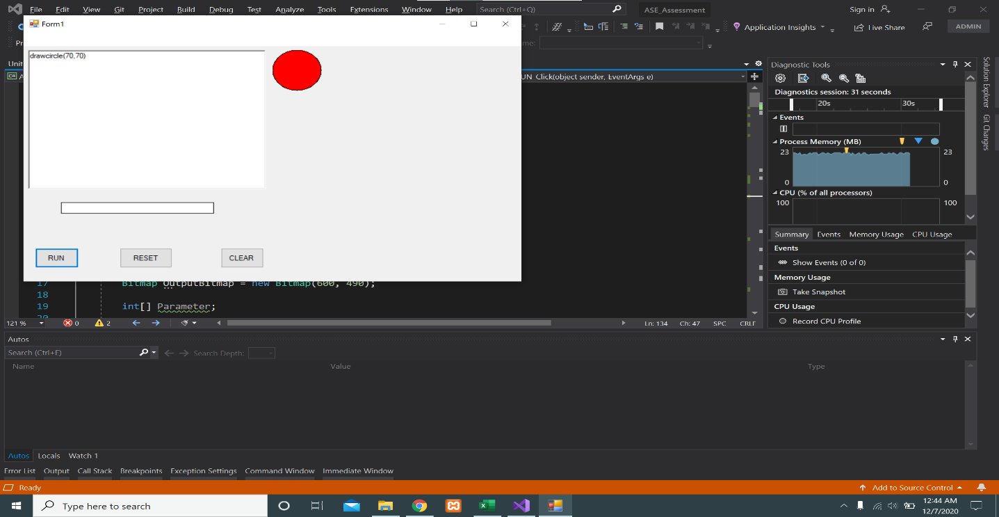 File Edit View Git Project Build Debug Test Analyze Tools Extensions Window Help Search (Ctrl+Q) ASE_Assessment Sign in
Form1
Live Share
Application Insights
ADMIN
drawcircle(70,70)
UN_Click(object sender, EventArgs e)
RUN RESET CLEAR
17 Bitmap OutputBitmap = new Bitmap(600, 490);
18
19 int[] Parameter;
20
121 % 0 2 Ln: 134 Ch: 47 SPC CRLF
Diagnostic Tools
Diagnostics session: 31 seconds
20s 30s
Events
Process Memory (MB)
23 23
0 0
CPU (% of all processors)
100 100
Summary Events Memory Usage CPU Usage
Events
Show Events (0 of 0)
Memory Usage
Take Snapshot
CPU Usage
Record CPU Profile
Solution Explorer
Git Changes
Autos
Search (Ctrl+E) Search Depth:
Name Value Type
Autos Locals Watch 1
Error List Output Call Stack Breakpoints Exception Settings Command Window Immediate Window
Ready Add to Source Control
Type here to search
12:44 AM
12/7/2020